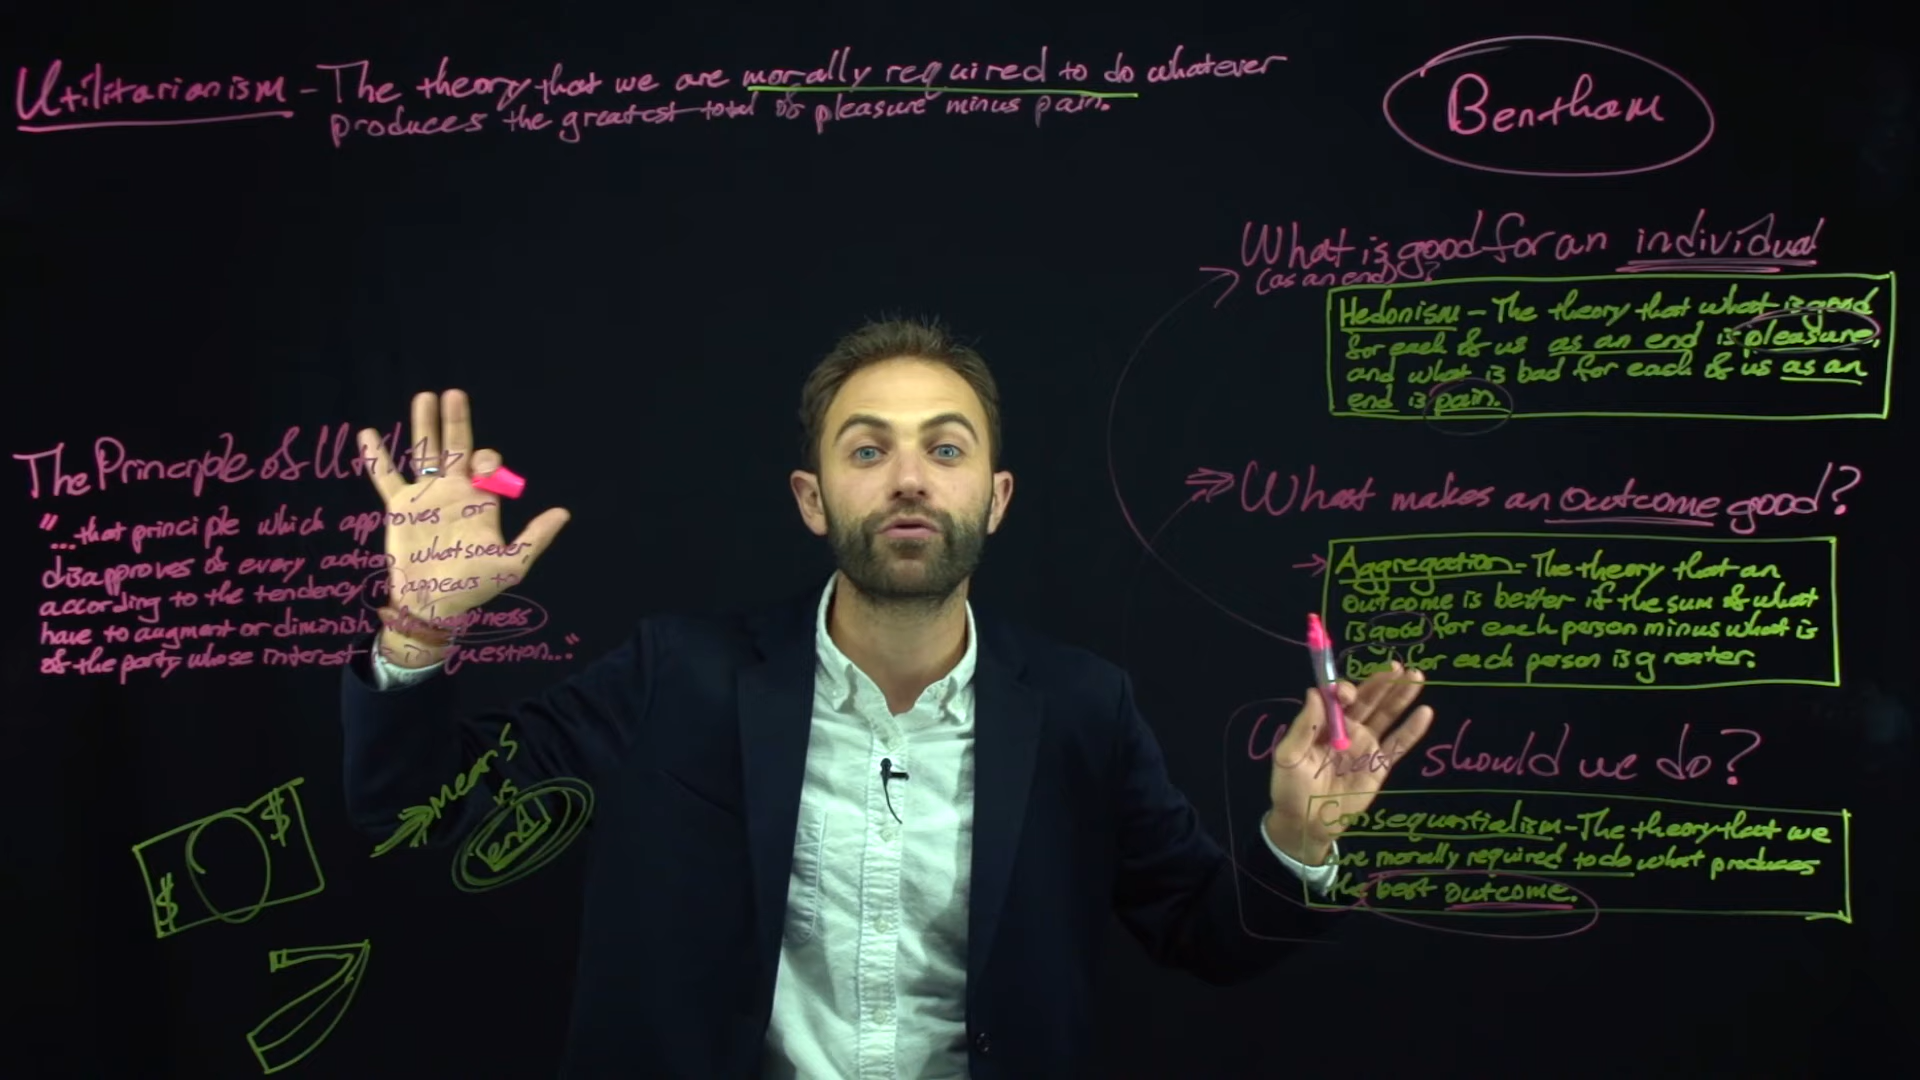 Utilitarianism - The theory that we are morally required to do whatever
produces the greatest total of pleasure minus pain.
Bentham
What is good for an individual
(as an end)?
Hedonism - The theory that what is good
for each of us as an end is pleasure,
and what is bad for each of us as an
end is pain.
The Principle of Utility
"...that principle which approves or
disapproves of every action whatsoever,
according to the tendency it appears to
have to augment or diminish the happiness
of the party whose interest is in question..."
What makes an outcome good?
Aggregation - The theory that an
outcome is better if the sum of what
is good for each person minus what is
bad for each person is greater.
What should we do?
Consequentialism - The theory that we
are morally required to do what produces
the best outcome.
means
vs
end
$
$